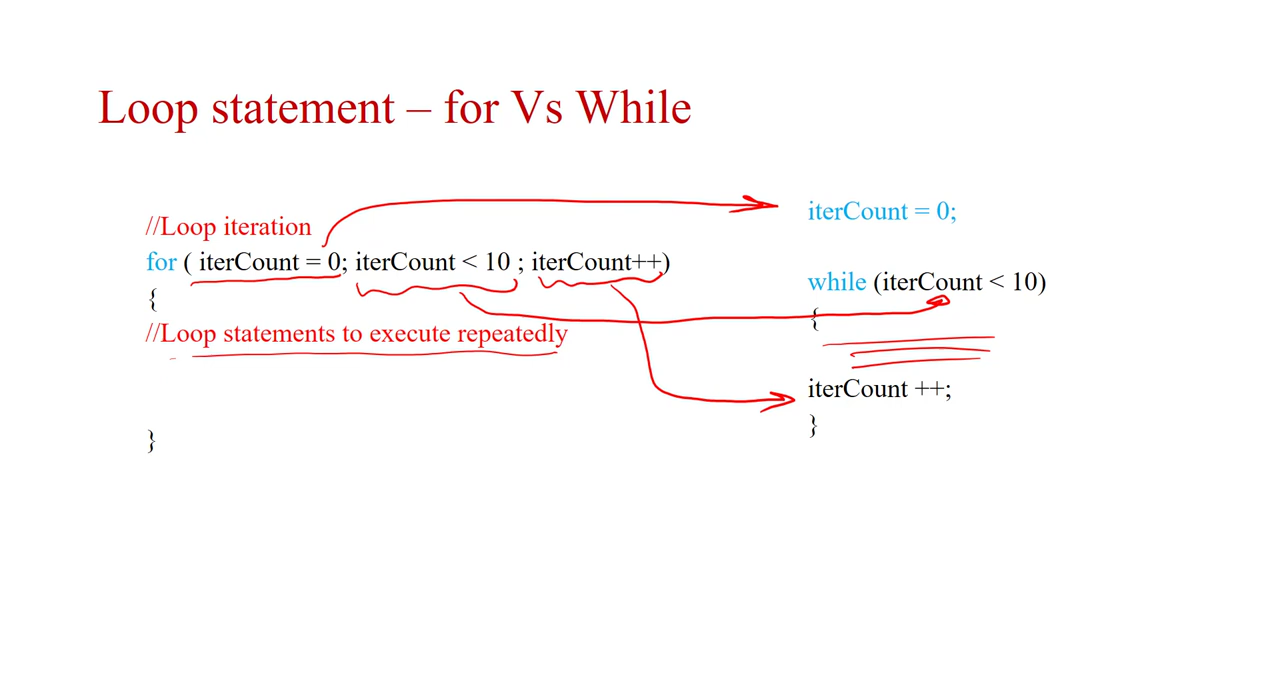 Loop statement – for Vs While
//Loop iteration
for ( iterCount = 0; iterCount < 10 ; iterCount++)
{
//Loop statements to execute repeatedly
}
iterCount = 0;
while (iterCount < 10)
{
iterCount ++;
}